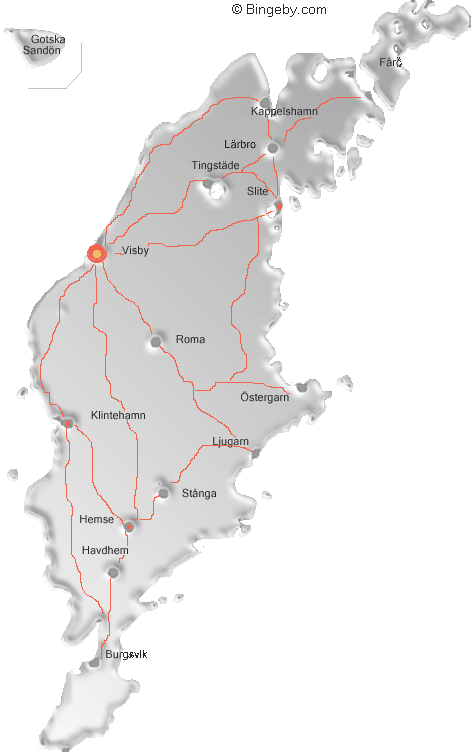 © Bingeby.com
Gotska
Sandön
Fårö
Kappelshamn
Lärbro
Tingstäde
Slite
Visby
Roma
Östergarn
Klintehamn
Ljugarn
Stånga
Hemse
Havdhem
Burgsvik